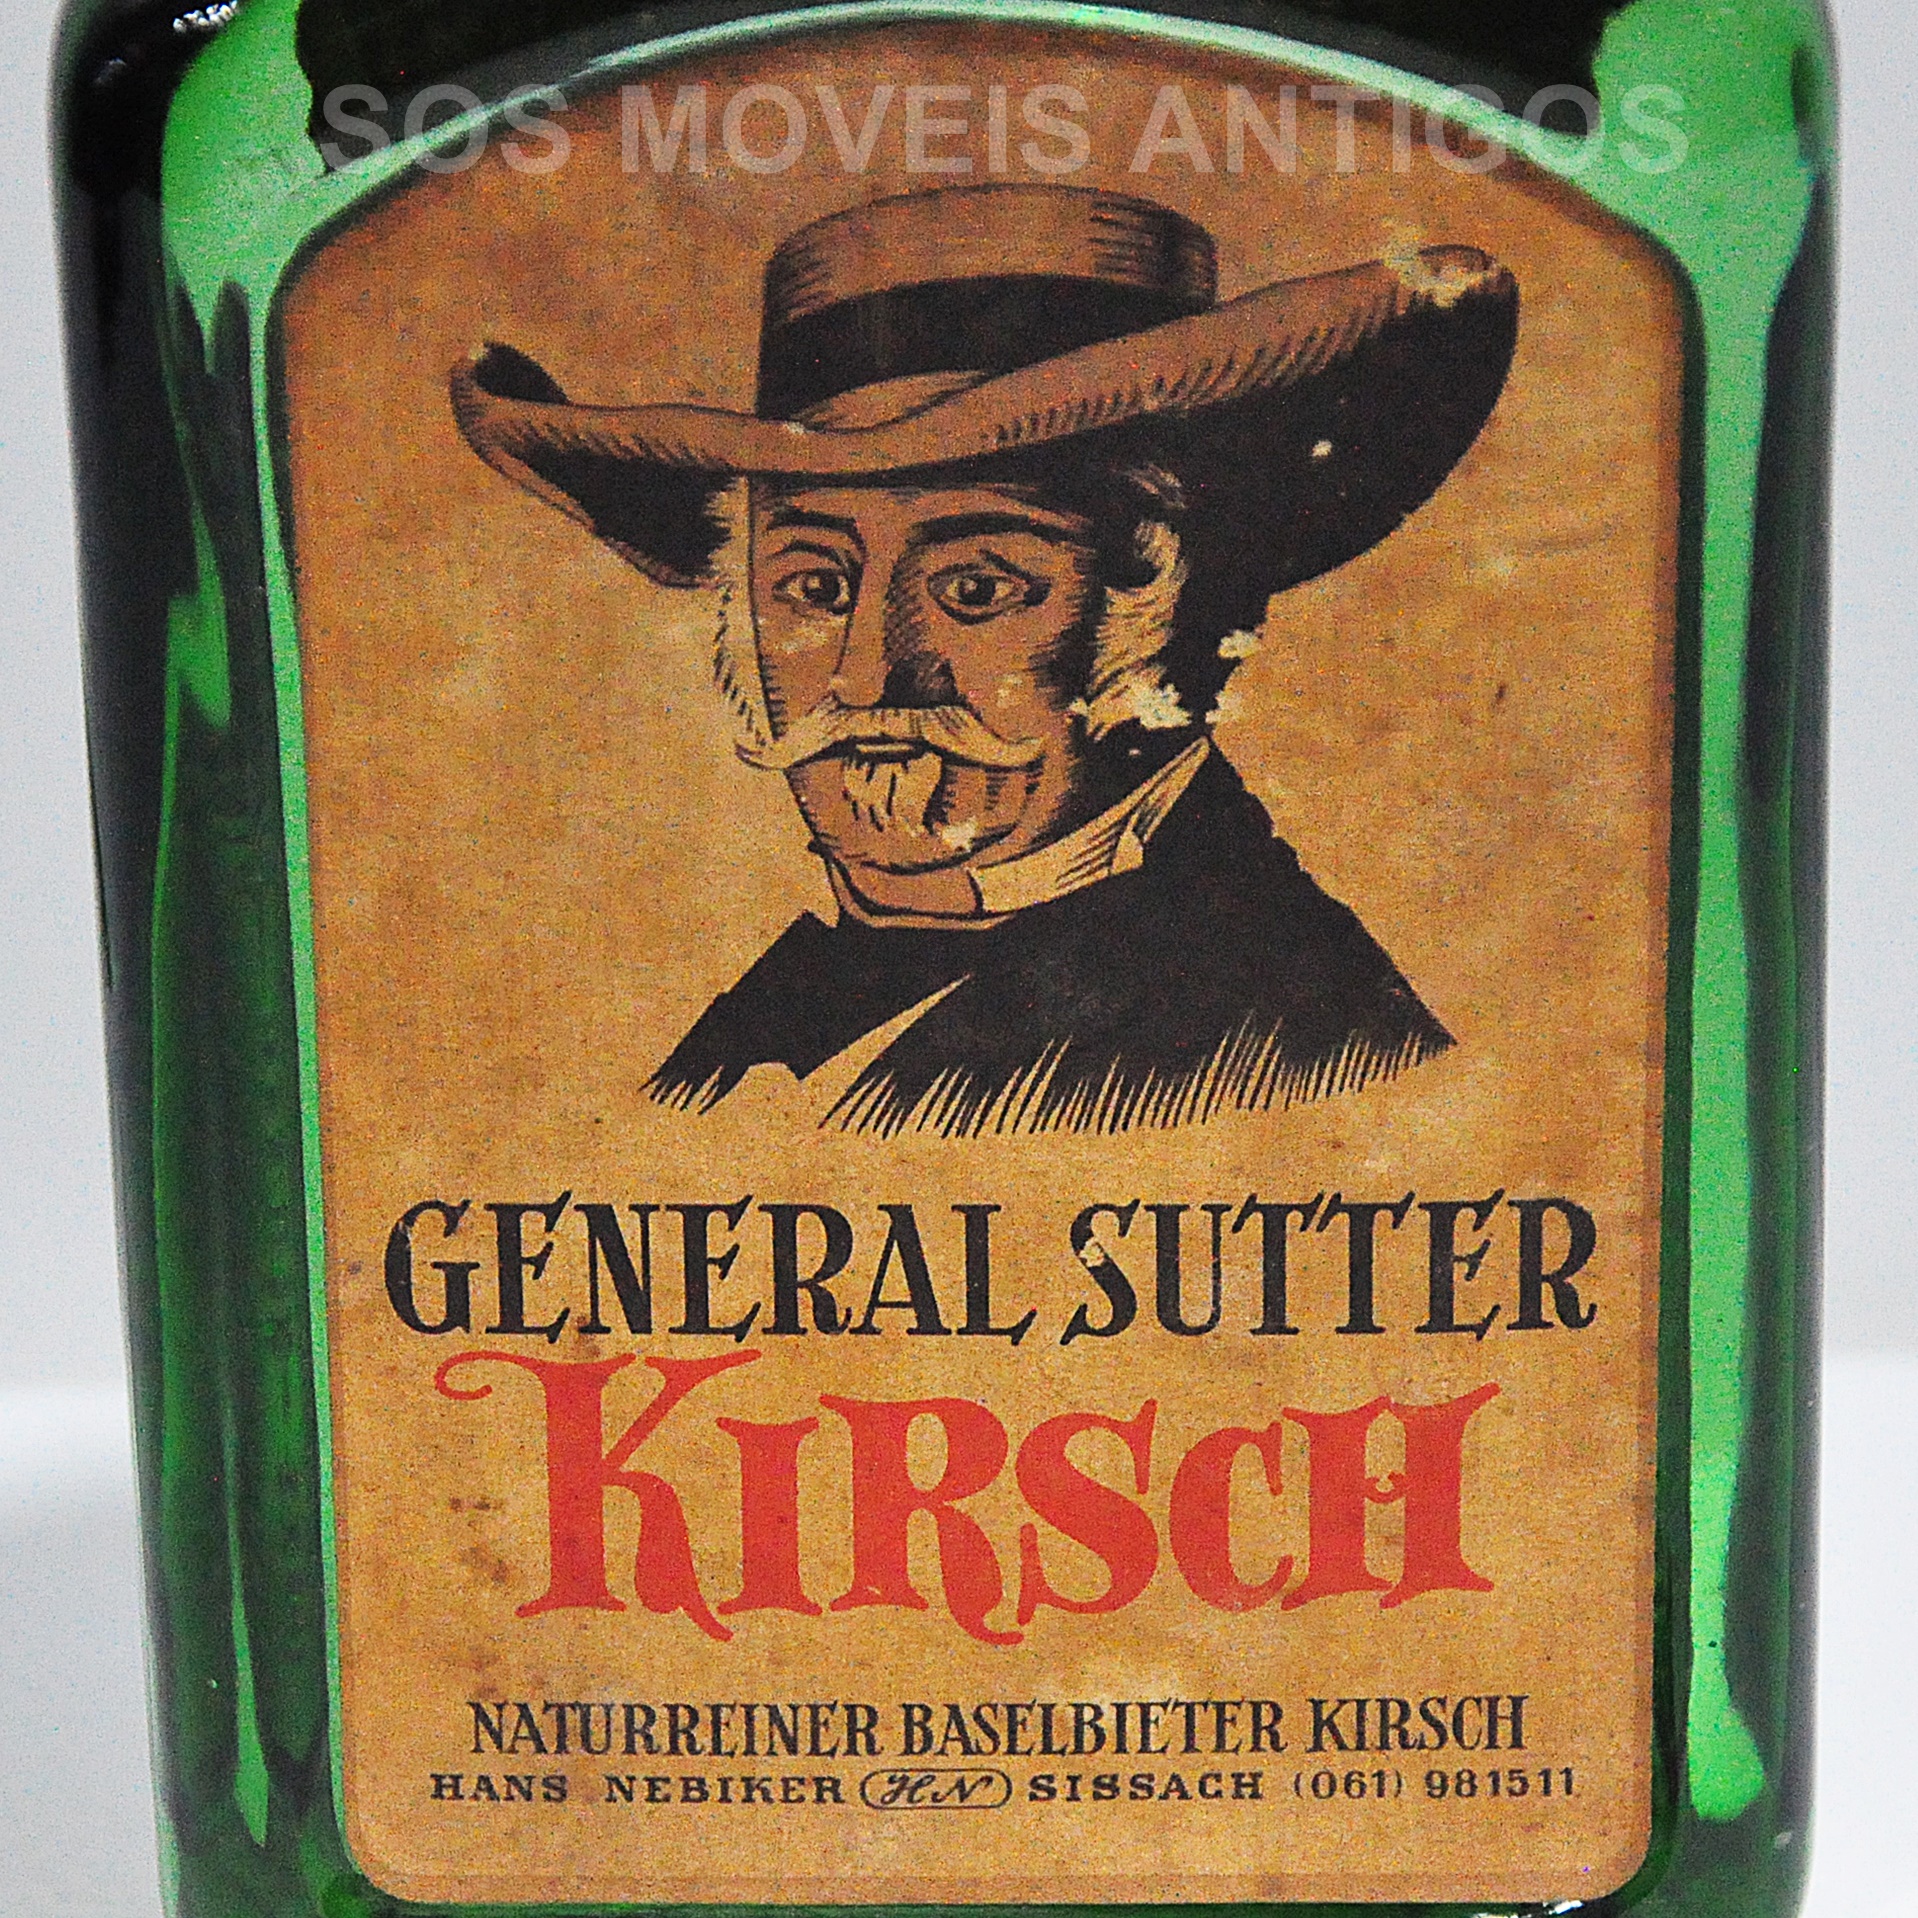 SOS MOVEIS ANTIGOS
GENERAL SUTTER
KIRSCH
NATURREINER BASELBIETER KIRSCH
HANS NEBIKER HN SISSACH (061) 981511